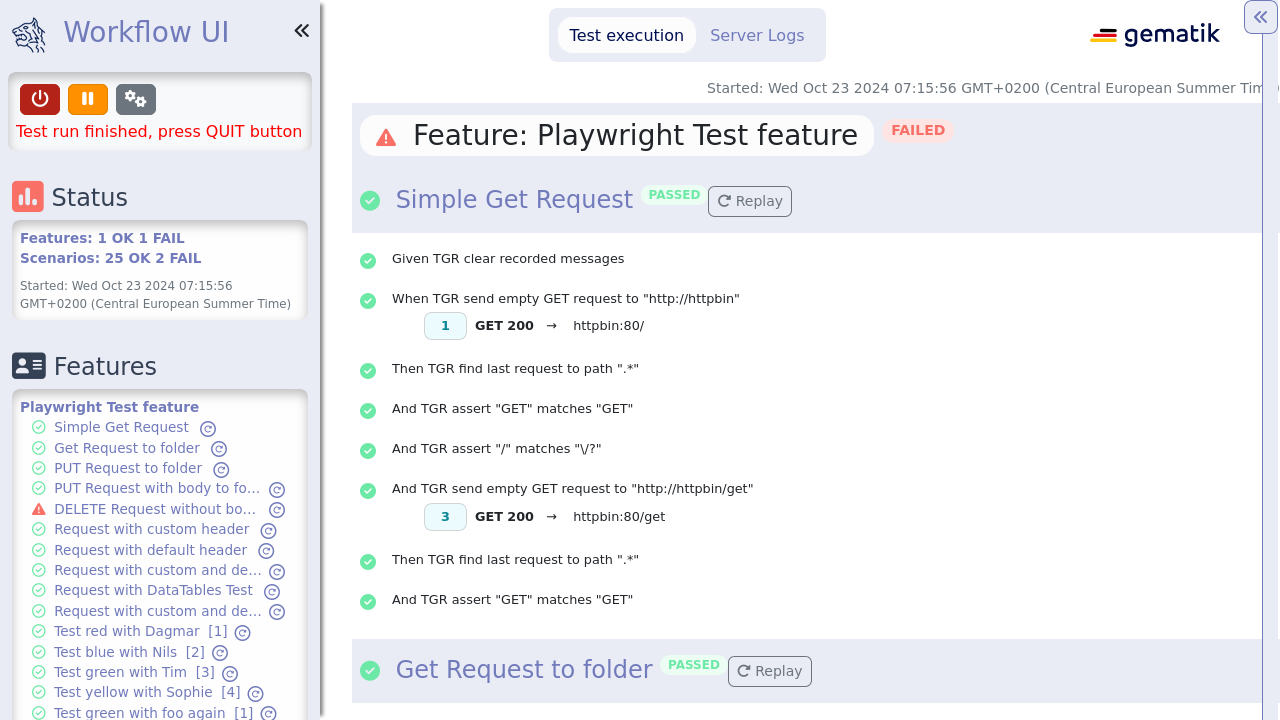 Workflow UI
Test run finished, press QUIT button
Status
Features: 1 OK 1 FAIL
Scenarios: 25 OK 2 FAIL
Started: Wed Oct 23 2024 07:15:56
GMT+0200 (Central European Summer Time)
Features
Playwright Test feature
Simple Get Request
Get Request to folder
PUT Request to folder
PUT Request with body to fo...
DELETE Request without bo...
Request with custom header
Request with default header
Request with custom and de...
Request with DataTables Test
Request with custom and de...
Test red with Dagmar [1]
Test blue with Nils [2]
Test green with Tim [3]
Test yellow with Sophie [4]
Test green with foo again [1]
Test execution
Server Logs
gematik
Started: Wed Oct 23 2024 07:15:56 GMT+0200 (Central European Summer Tim
Feature: Playwright Test feature
FAILED
Simple Get Request
PASSED
Replay
Given TGR clear recorded messages
When TGR send empty GET request to "http://httpbin"
1 GET 200 → httpbin:80/
Then TGR find last request to path ".*"
And TGR assert "GET" matches "GET"
And TGR assert "/" matches "\/?"
And TGR send empty GET request to "http://httpbin/get"
3 GET 200 → httpbin:80/get
Then TGR find last request to path ".*"
And TGR assert "GET" matches "GET"
Get Request to folder
PASSED
Replay